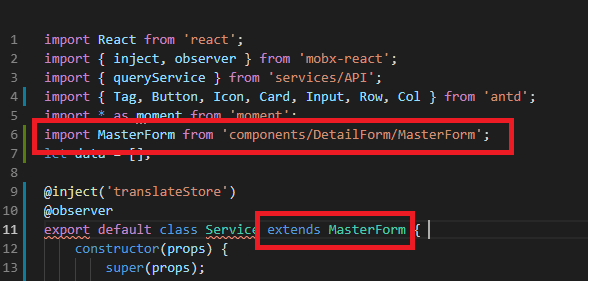 1 import React from 'react';
2 import { inject, observer } from 'mobx-react';
3 import { queryService } from 'services/API';
4 import { Tag, Button, Icon, Card, Input, Row, Col } from 'antd';
5 import * as moment from 'moment';
6 import MasterForm from 'components/DetailForm/MasterForm';
7 let data = [];
8
9 @inject('translateStore')
10 @observer
11 export default class Service extends MasterForm {
12 constructor(props) {
13 super(props);